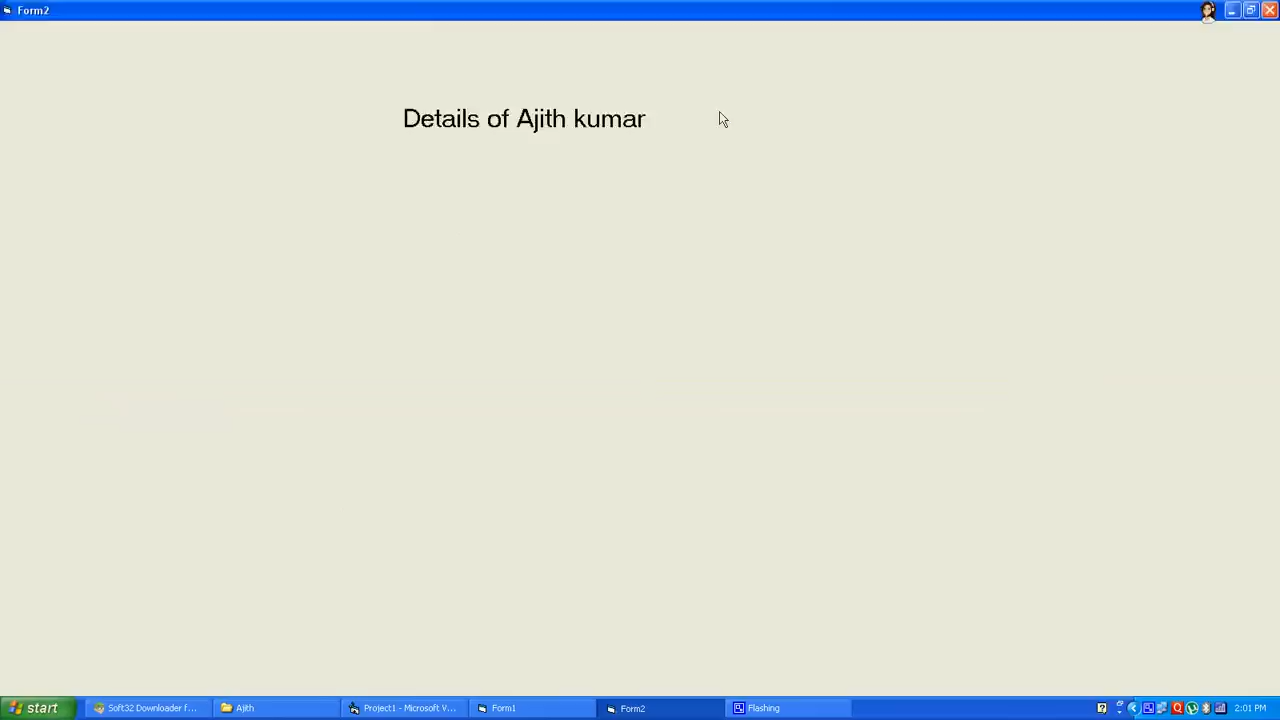 Form2
Details of Ajith kumar
start
Soft32 Downloader f...
Ajith
Project1 - Microsoft V...
Form1
Form2
Flashing
2:01 PM